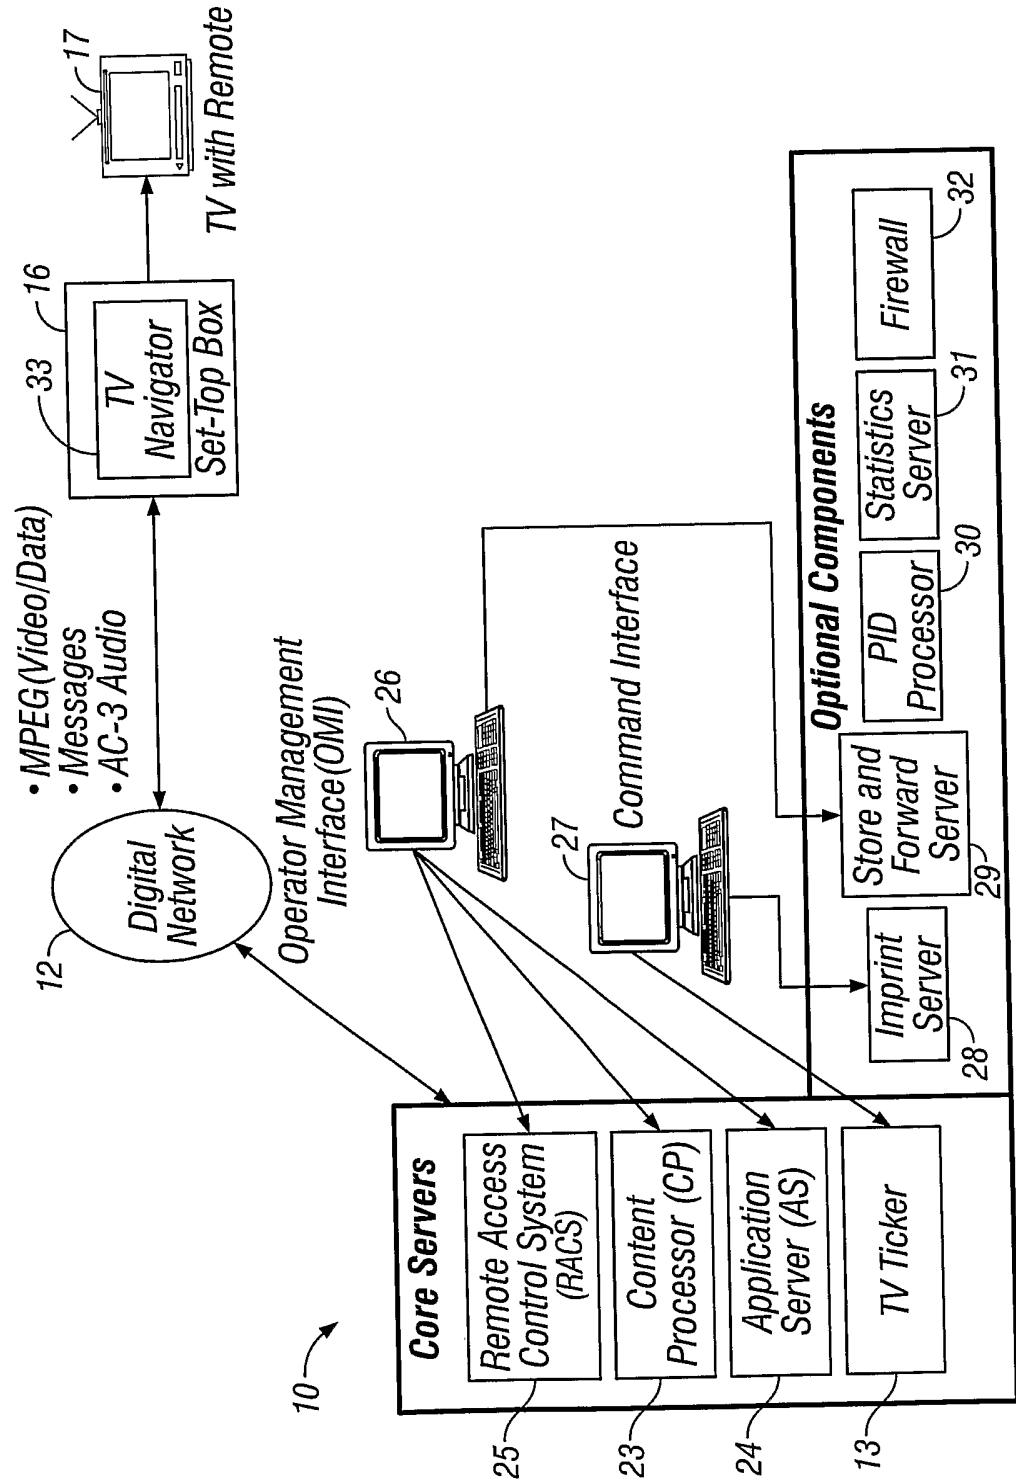 10
Core Servers
Remote Access
Control System
(RACS)
25
Content
Processor (CP)
23
Application
Server (AS)
24
TV Ticker
13
12
Digital
Network
• MPEG(Video/Data)
• Messages
• AC-3 Audio
33
16
TV
Navigator
Set-Top Box
17
TV with Remote
Operator Management
Interface(OMI)
26
27
Command Interface
Optional Components
Imprint
Server
28
Store and
Forward
Server
29
PID
Processor
30
Statistics
Server
31
Firewall
32